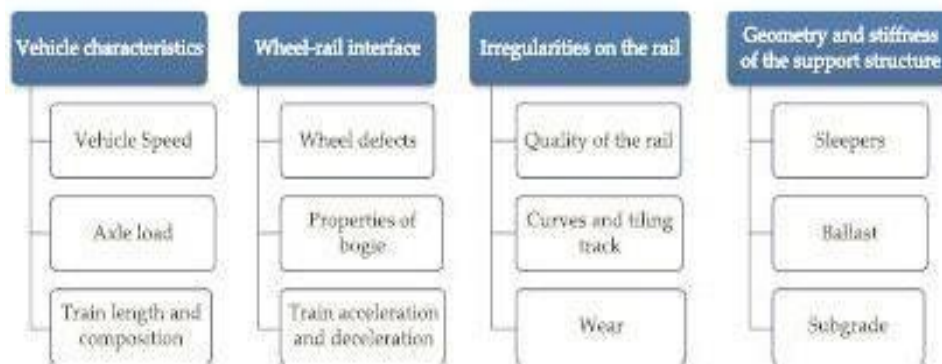 Vehicle characteristics
Vehicle Speed
Axle load
Train length and
composition
Wheel-rail interface
Wheel defects
Properties of
bogie
Train acceleration
and deceleration
Irregularities on the rail
Quality of the rail
Curves and tiling
track
Wear
Geometry and stiffness
of the support structure
Sleepers
Ballast
Subgrade